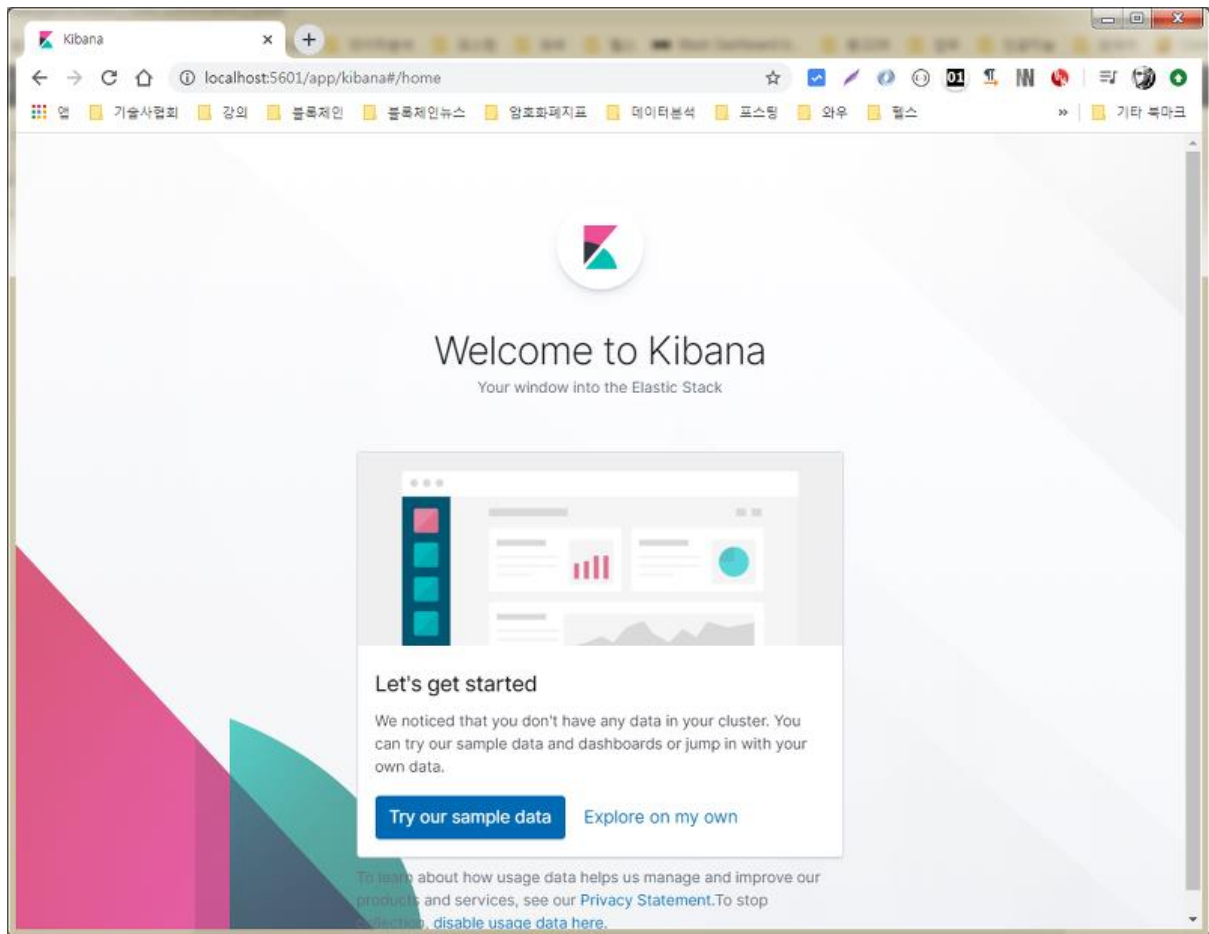 Kibana
localhost:5601/app/kibana#/home
01
앱 기술사협회 강의 블록체인 블록체인뉴스 암호화폐지표 데이터분석 포스팅 와우 헬스 » 기타 북마크
Welcome to Kibana
Your window into the Elastic Stack
Let's get started
We noticed that you don't have any data in your cluster. You
can try our sample data and dashboards or jump in with your
own data.
Try our sample data Explore on my own
To learn about how usage data helps us manage and improve our
products and services, see our Privacy Statement.To stop
collection, disable usage data here.